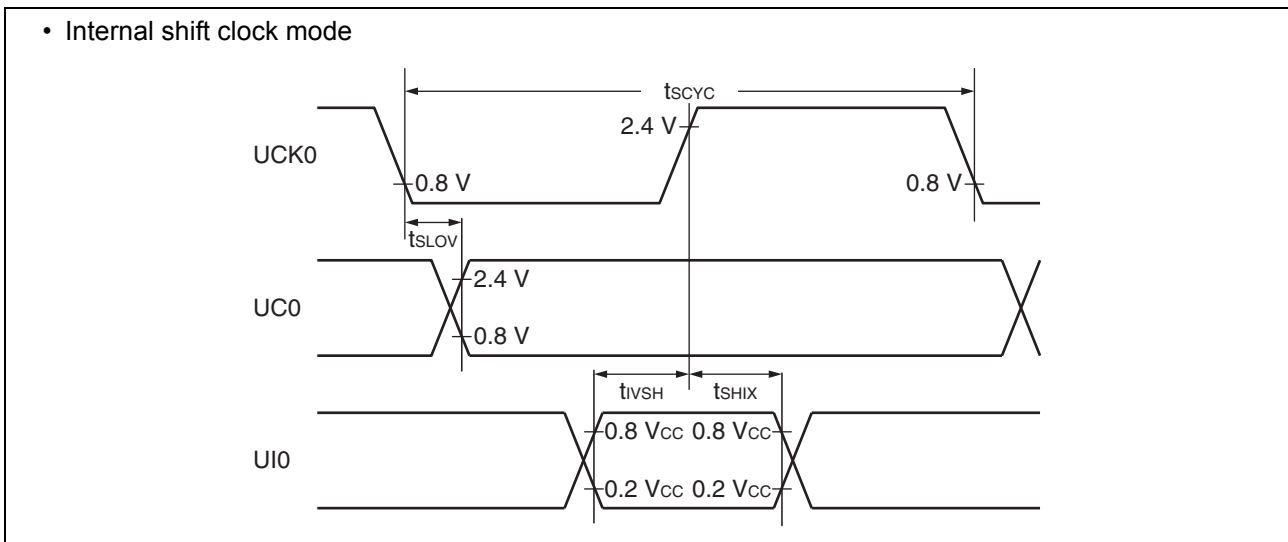 • Internal shift clock mode
tSCYC
2.4 V
UCK0
0.8 V
0.8 V
tSLOV
2.4 V
UC0
0.8 V
tIVSH
tSHIX
0.8 VCC 0.8 VCC
UI0
0.2 VCC 0.2 VCC